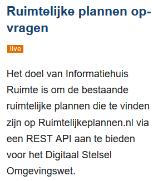 Ruimtelijke plannen op-
vragen
live
Het doel van Informatiehuis
Ruimte is om de bestaande
ruimtelijke plannen die te vinden
zijn op Ruimtelijkeplannen.nl via
een REST API aan te bieden
voor het Digitaal Stelsel
Omgevingswet.